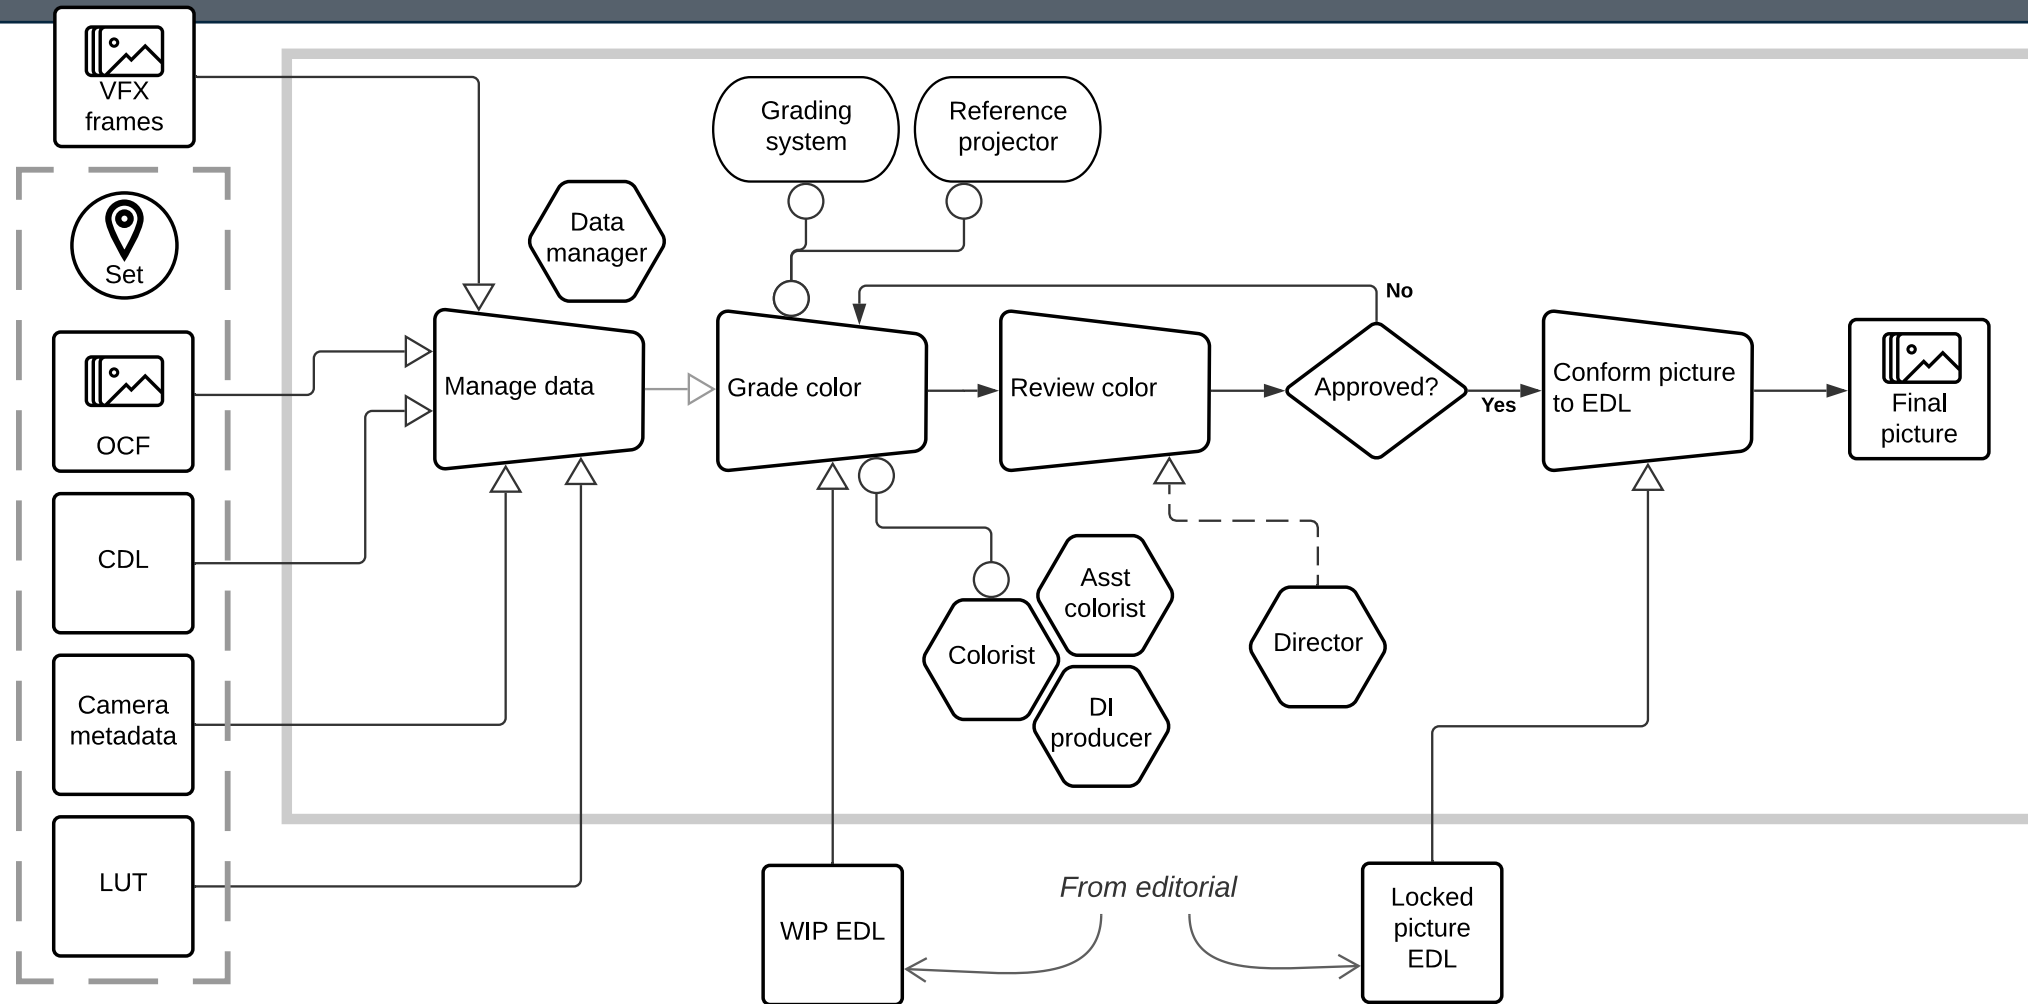 VFX
frames
Set
OCF
CDL
Camera
metadata
LUT
Manage data
Data
manager
Grading
system
Reference
projector
Grade color
Review color
No
Approved?
Yes
Conform picture
to EDL
Final
picture
Colorist
Asst
colorist
DI
producer
Director
WIP EDL
From editorial
Locked
picture
EDL